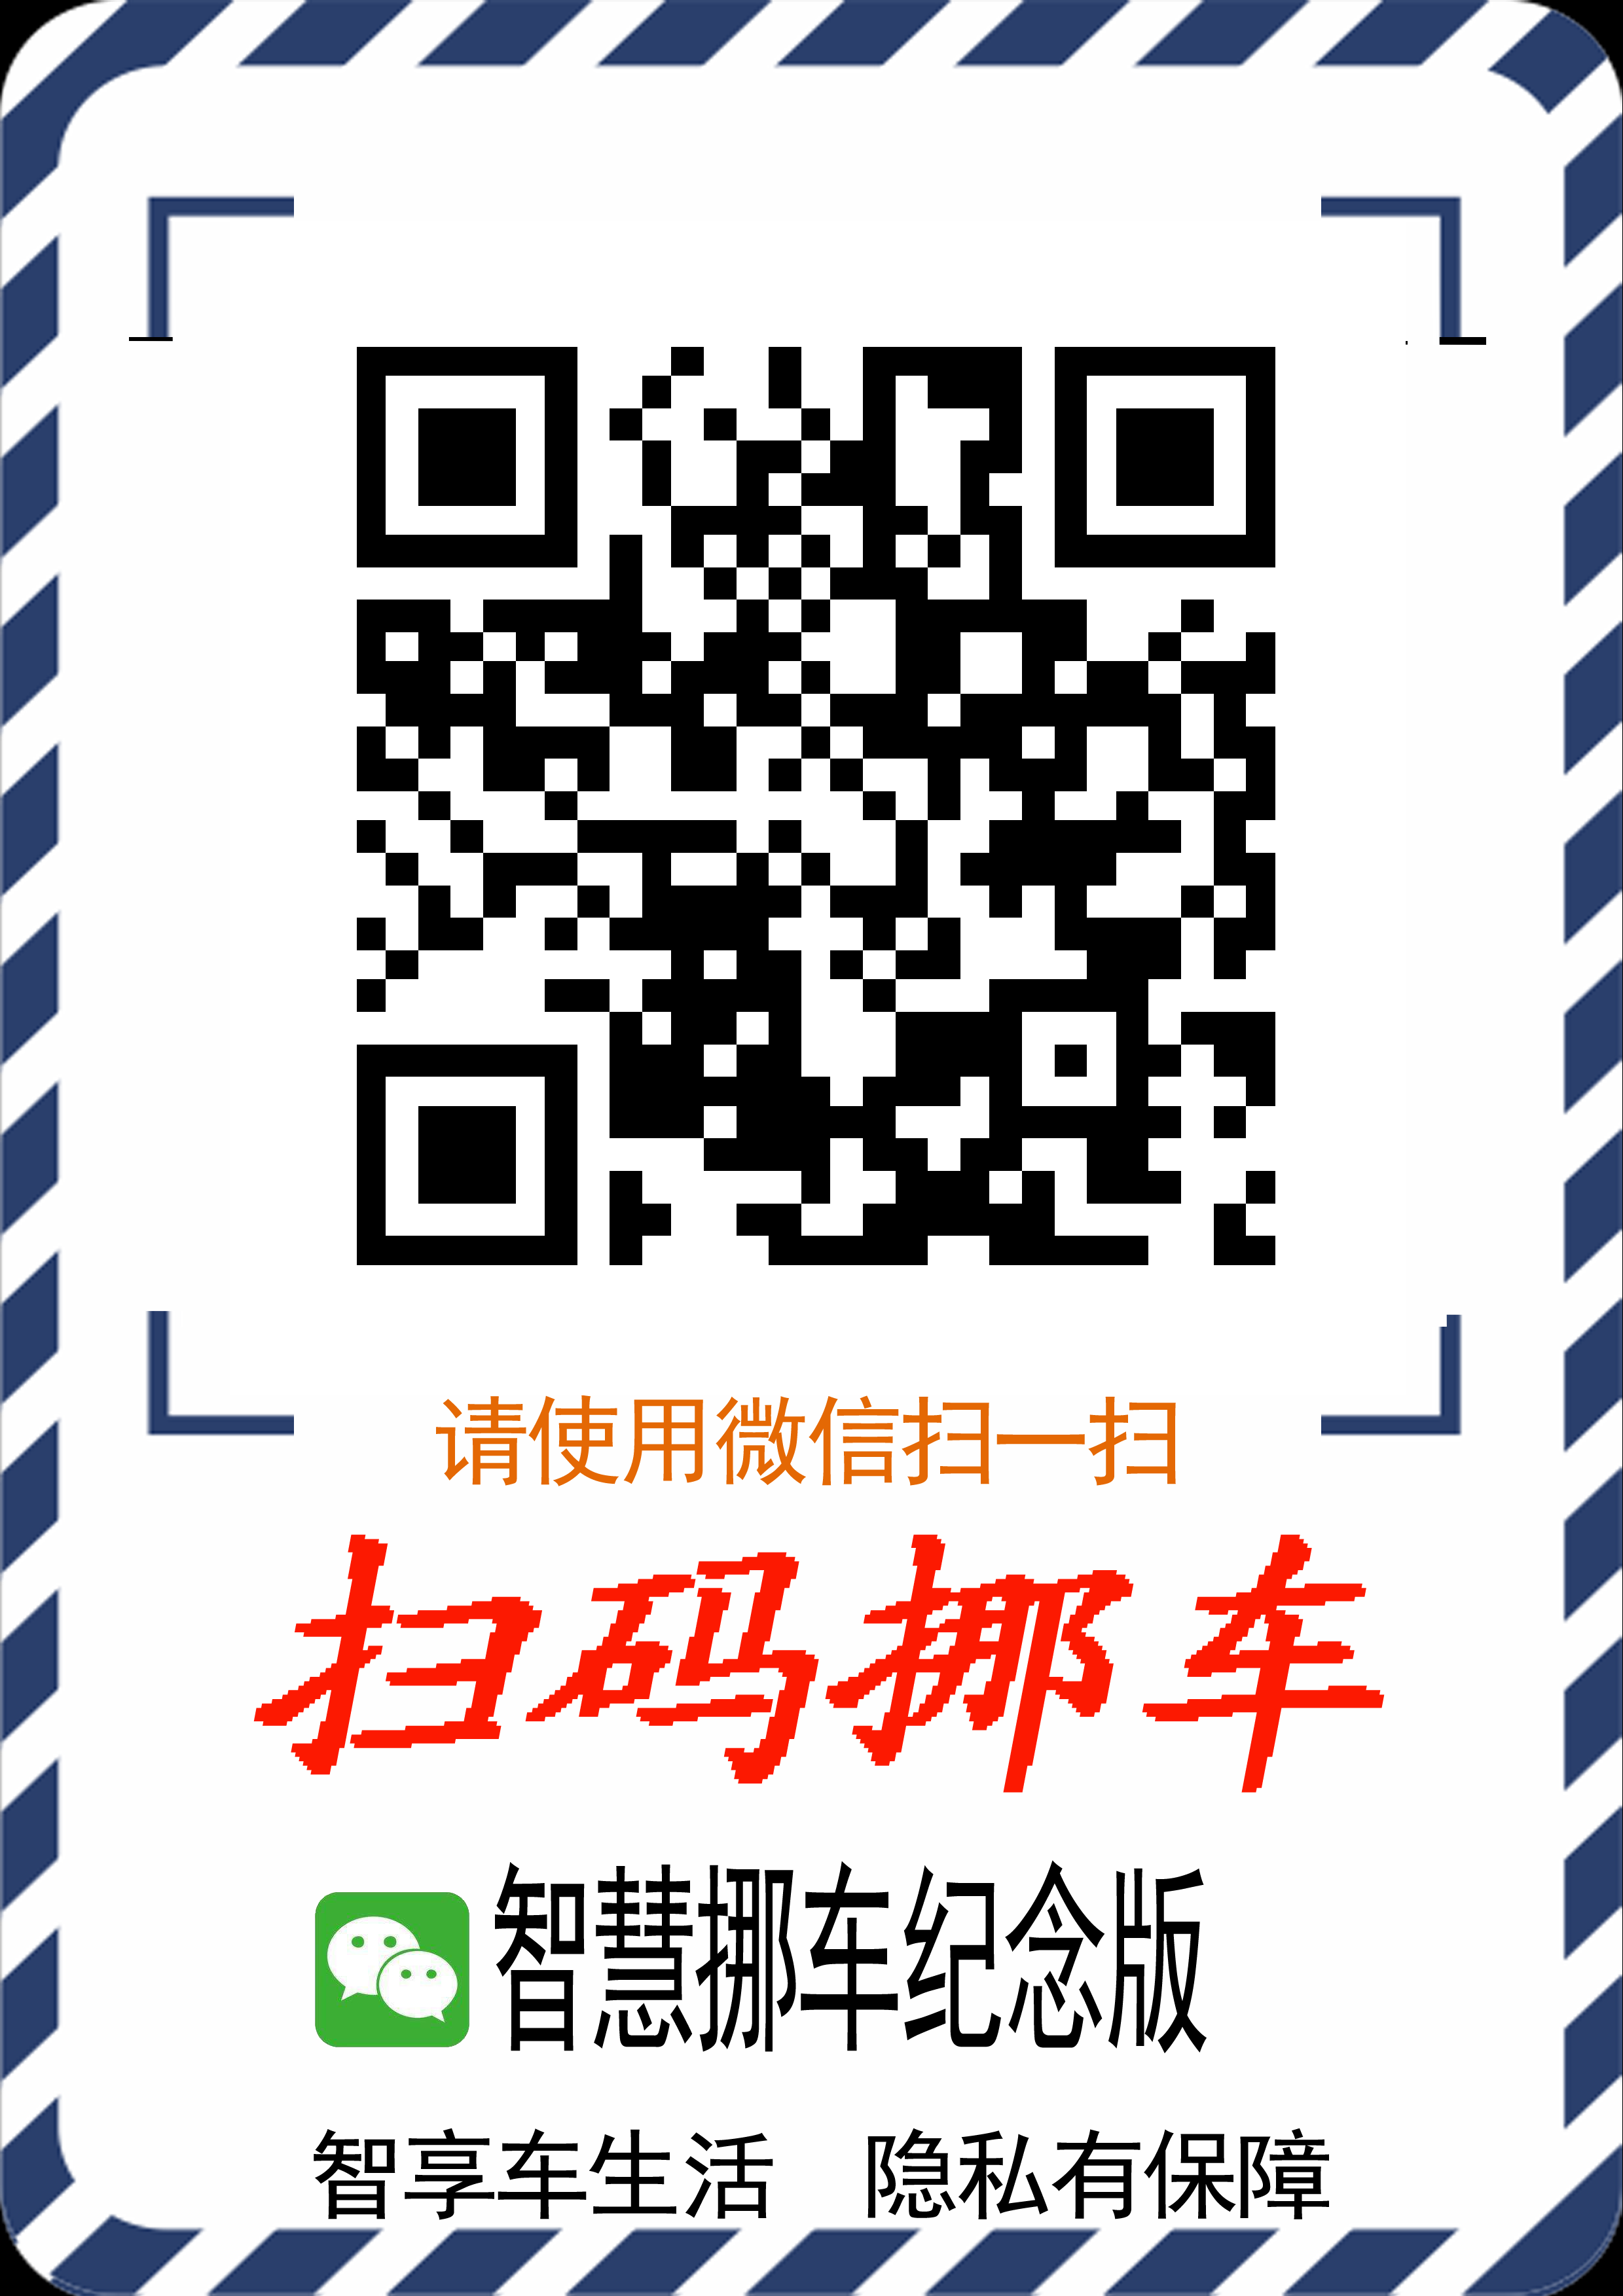 请使用微信扫一扫
扫码挪车
智慧挪车纪念版
智享车生活 隐私有保障